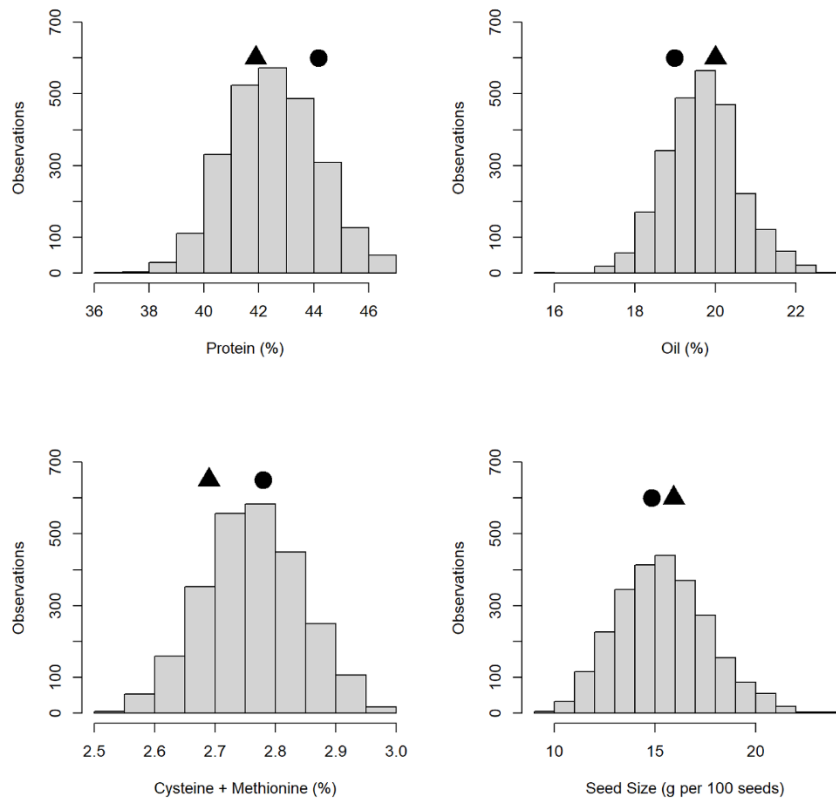 Observations
700
500
300
100
0
36 38 40 42 44 46
Protein (%)
Observations
700
500
300
100
0
16 18 20 22
Oil (%)
Observations
700
500
300
100
0
2.5 2.6 2.7 2.8 2.9 3.0
Cysteine + Methionine (%)
Observations
700
500
300
100
0
10 15 20
Seed Size (g per 100 seeds)